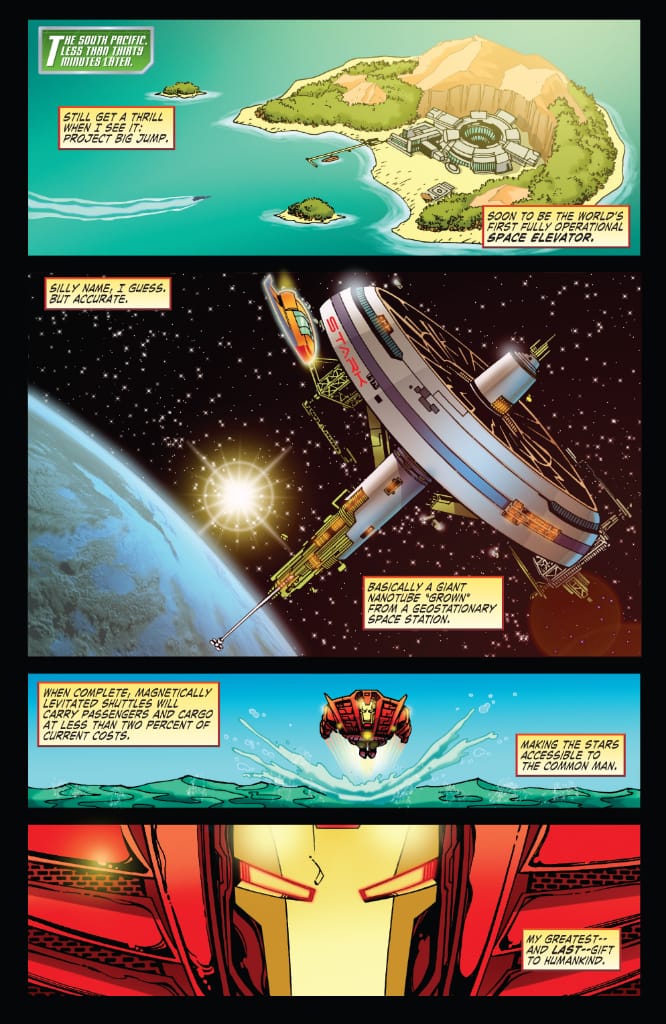 THE SOUTH PACIFIC.
LESS THAN THIRTY
MINUTES LATER.
STILL GET A THRILL
WHEN I SEE IT:
PROJECT BIG JUMP.
SOON TO BE THE WORLD'S
FIRST FULLY OPERATIONAL
SPACE ELEVATOR.
SILLY NAME, I GUESS.
BUT ACCURATE.
STARK
BASICALLY A GIANT
NANOTUBE "GROWN"
FROM A GEOSTATIONARY
SPACE STATION.
WHEN COMPLETE, MAGNETICALLY
LEVITATED SHUTTLES WILL
CARRY PASSENGERS AND CARGO
AT LESS THAN TWO PERCENT OF
CURRENT COSTS.
MAKING THE STARS
ACCESSIBLE TO
THE COMMON MAN.
MY GREATEST--
AND LAST--GIFT
TO HUMANKIND.